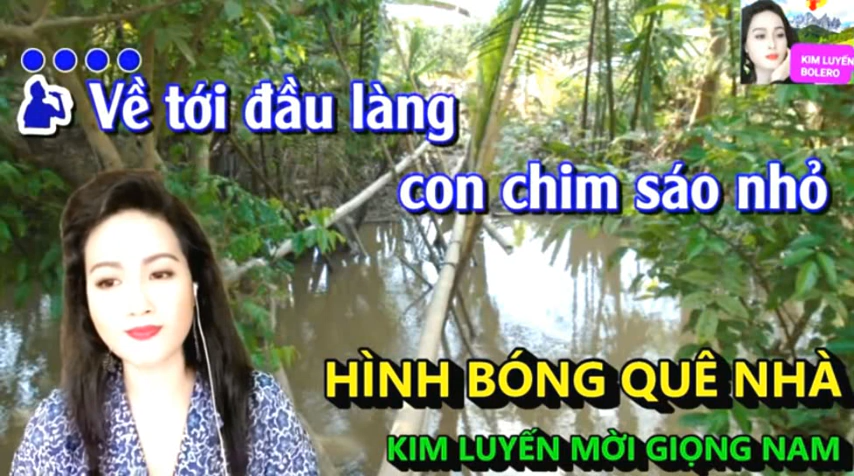 KIM LUYẾN
BOLERO
Về tới đầu làng
con chim sáo nhỏ
HÌNH BÓNG QUÊ NHÀ
KIM LUYẾN MỜI GIỌNG NAM